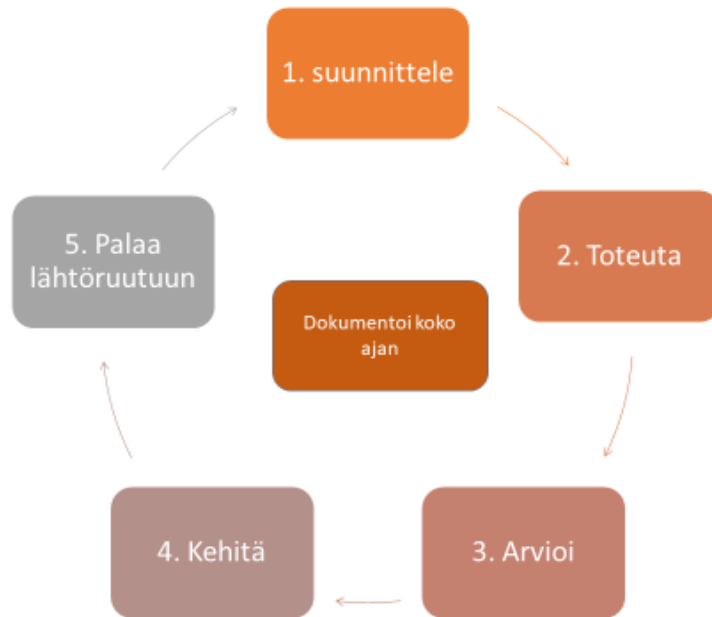 1. suunnittele
2. Toteuta
3. Arvioi
4. Kehitä
5. Palaa
lähtöruutuun
Dokumentoi koko
ajan